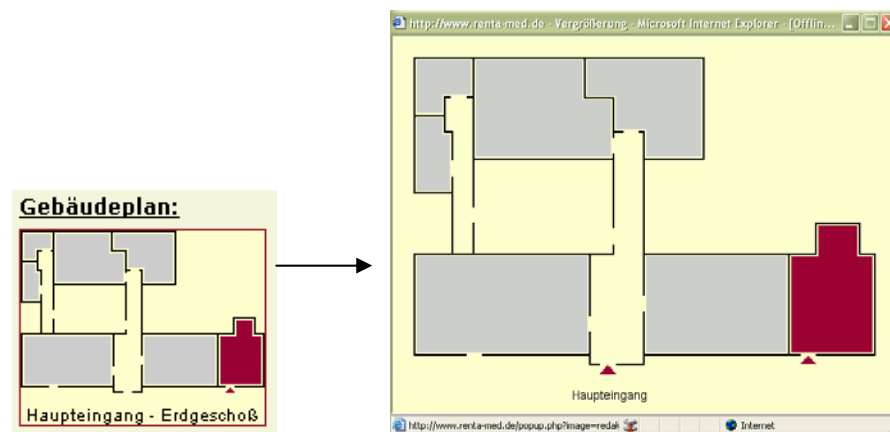 http://www.renta-med.de - Vergrößerung - Microsoft Internet Explorer - [Offlin...
Gebäudeplan:
Haupteingang - Erdgeschoß
Haupteingang
http://www.renta-med.de/popup.php?image=redak
Internet